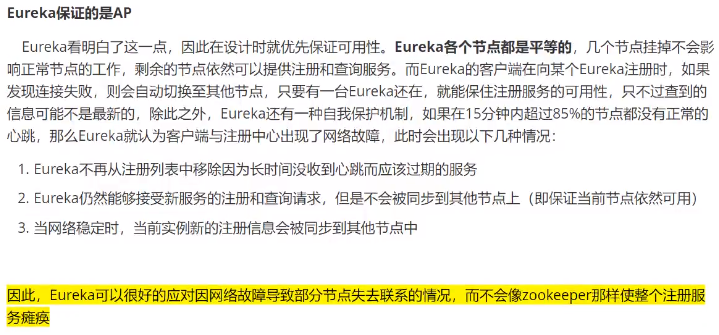 Eureka保证的是AP
Eureka看明白了这一点，因此在设计时就优先保证可用性。Eureka各个节点都是平等的，几个节点挂掉不会影
响正常节点的工作，剩余的节点依然可以提供注册和查询服务。而Eureka的客户端在向某个Eureka注册时，如果
发现连接失败，则会自动切换至其他节点，只要有一台Eureka还在，就能保住注册服务的可用性，只不过查到的
信息可能不是最新的，除此之外，Eureka还有一种自我保护机制，如果在15分钟内超过85%的节点都没有正常的
心跳，那么Eureka就认为客户端与注册中心出现了网络故障，此时会出现以下几种情况：
1. Eureka不再从注册列表中移除因为长时间没收到心跳而应该过期的服务
2. Eureka仍然能够接受新服务的注册和查询请求，但是不会被同步到其他节点上（即保证当前节点依然可用）
3. 当网络稳定时，当前实例新的注册信息会被同步到其他节点中
因此，Eureka可以很好的应对因网络故障导致部分节点失去联系的情况，而不会像zookeeper那样使整个注册服
务瘫痪